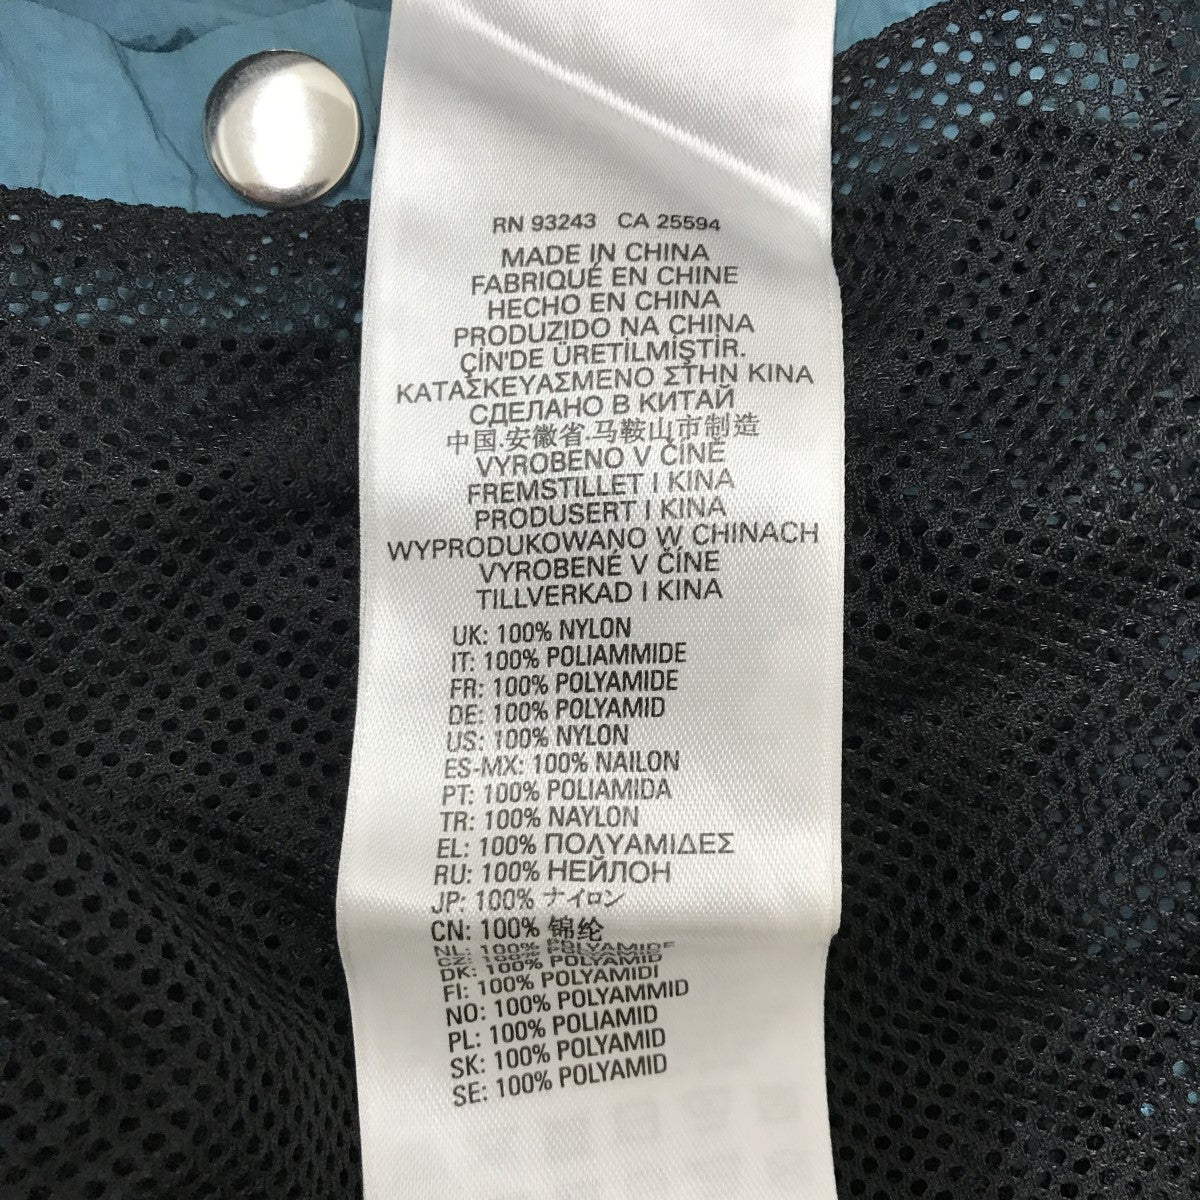 RN 93243 CA 25594
MADE IN CHINA
FABRIQUÉ EN CHINE
HECHO EN CHINA
PRODUZIDO NA CHINA
ÇİN'DE ÜRETİLMİŞTİR.
ΚΑΤΑΣΚΕΥΑΣΜΕΝΟ ΣΤΗΝ ΚΙΝΑ
СДЕЛАНО В КИТАЙ
中国.安徽省.马鞍山市制造
VYROBENO V ČÍNĚ
FREMSTILLET I KINA
PRODUSERT I KINA
WYPRODUKOWANO W CHINACH
VYROBENÉ V ČÍNE
TILLVERKAD I KINA
UK: 100% NYLON
IT: 100% POLIAMMIDE
FR: 100% POLYAMIDE
DE: 100% POLYAMID
US: 100% NYLON
ES-MX: 100% NAILON
PT: 100% POLIAMIDA
TR: 100% NAYLON
EL: 100% ΠΟΛΥΑΜΙΔΕΣ
RU: 100% НЕЙЛОН
JP: 100% ナイロン
CN: 100% 锦纶
NL: 100% POLYAMIDE
CZ: 100% POLYAMID
DK: 100% POLYAMID
FI: 100% POLYAMIDI
NO: 100% POLYAMMID
PL: 100% POLIAMID
SK: 100% POLYAMID
SE: 100% POLYAMID